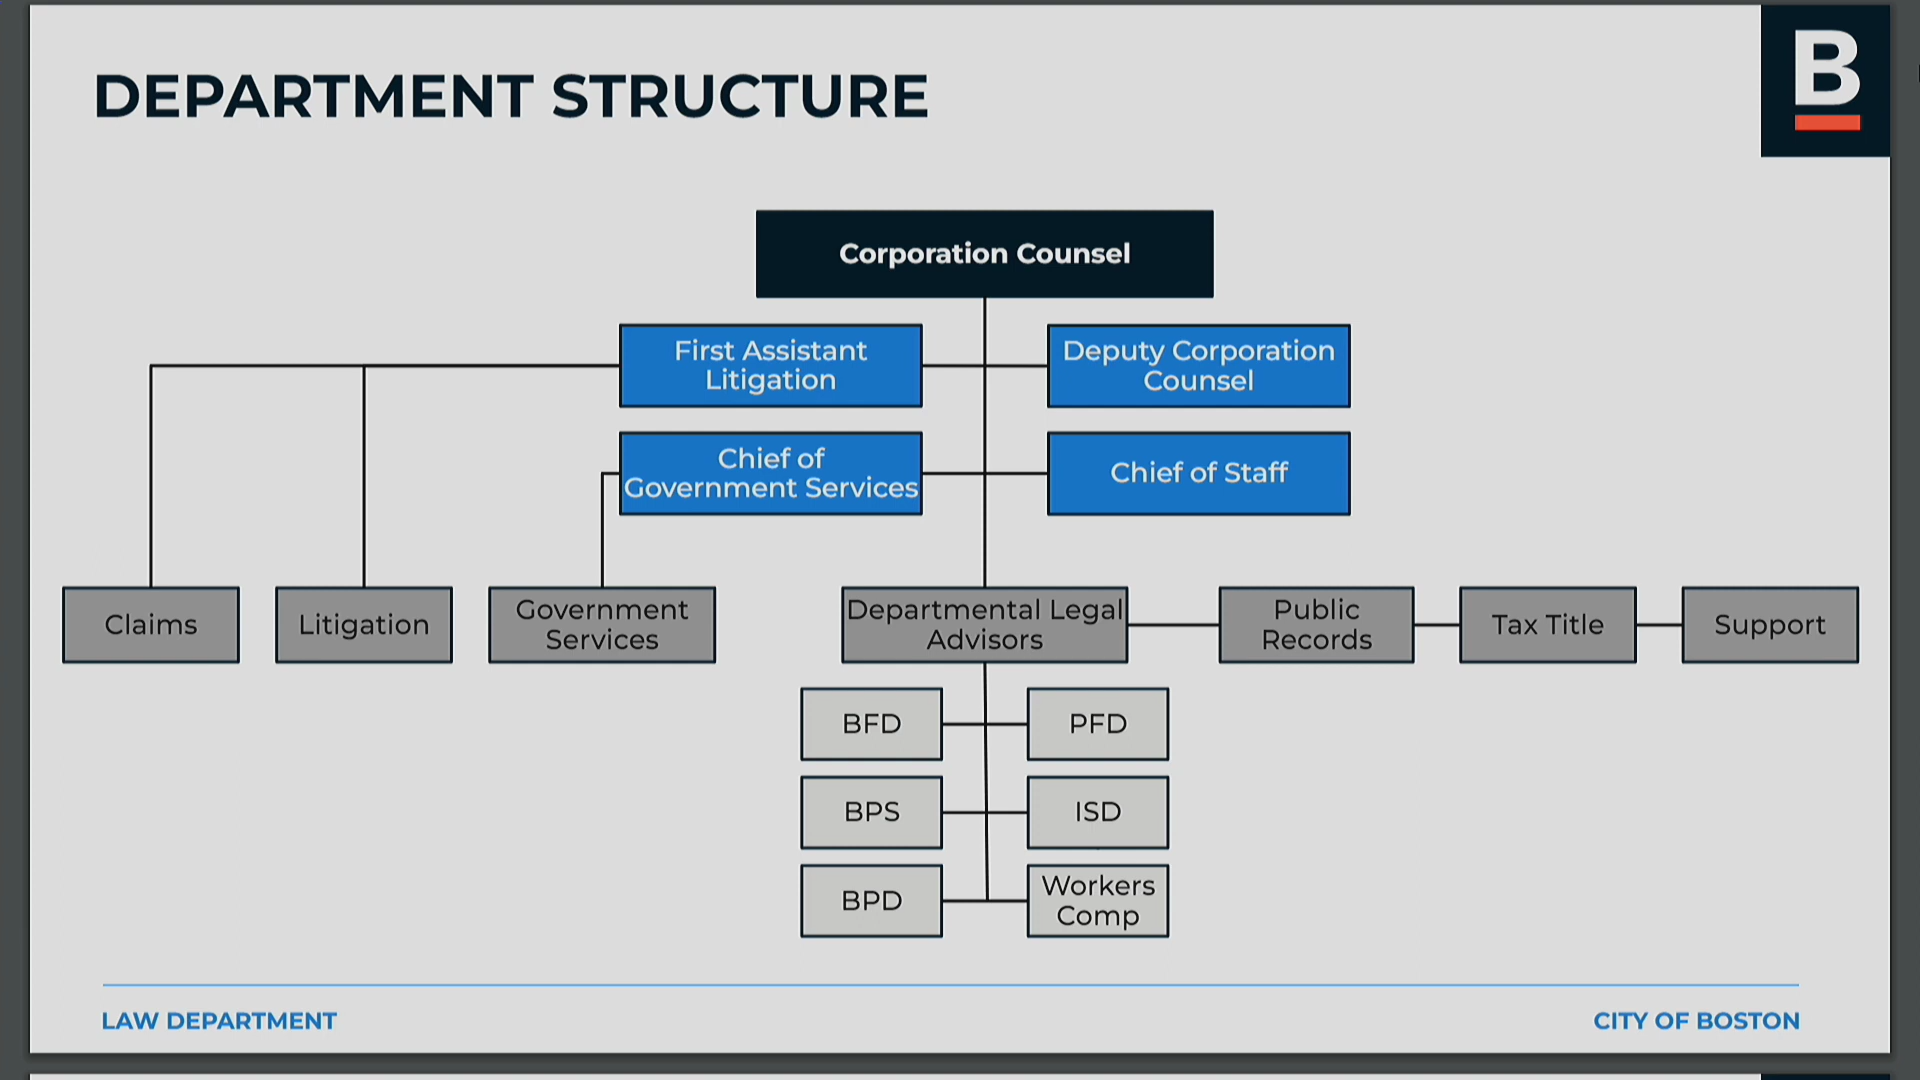 DEPARTMENT STRUCTURE
B
Corporation Counsel
First Assistant
Litigation
Deputy Corporation
Counsel
Chief of
Government Services
Chief of Staff
Claims
Litigation
Government
Services
Departmental Legal
Advisors
Public
Records
Tax Title
Support
BFD
PFD
BPS
ISD
BPD
Workers
Comp
LAW DEPARTMENT
CITY OF BOSTON